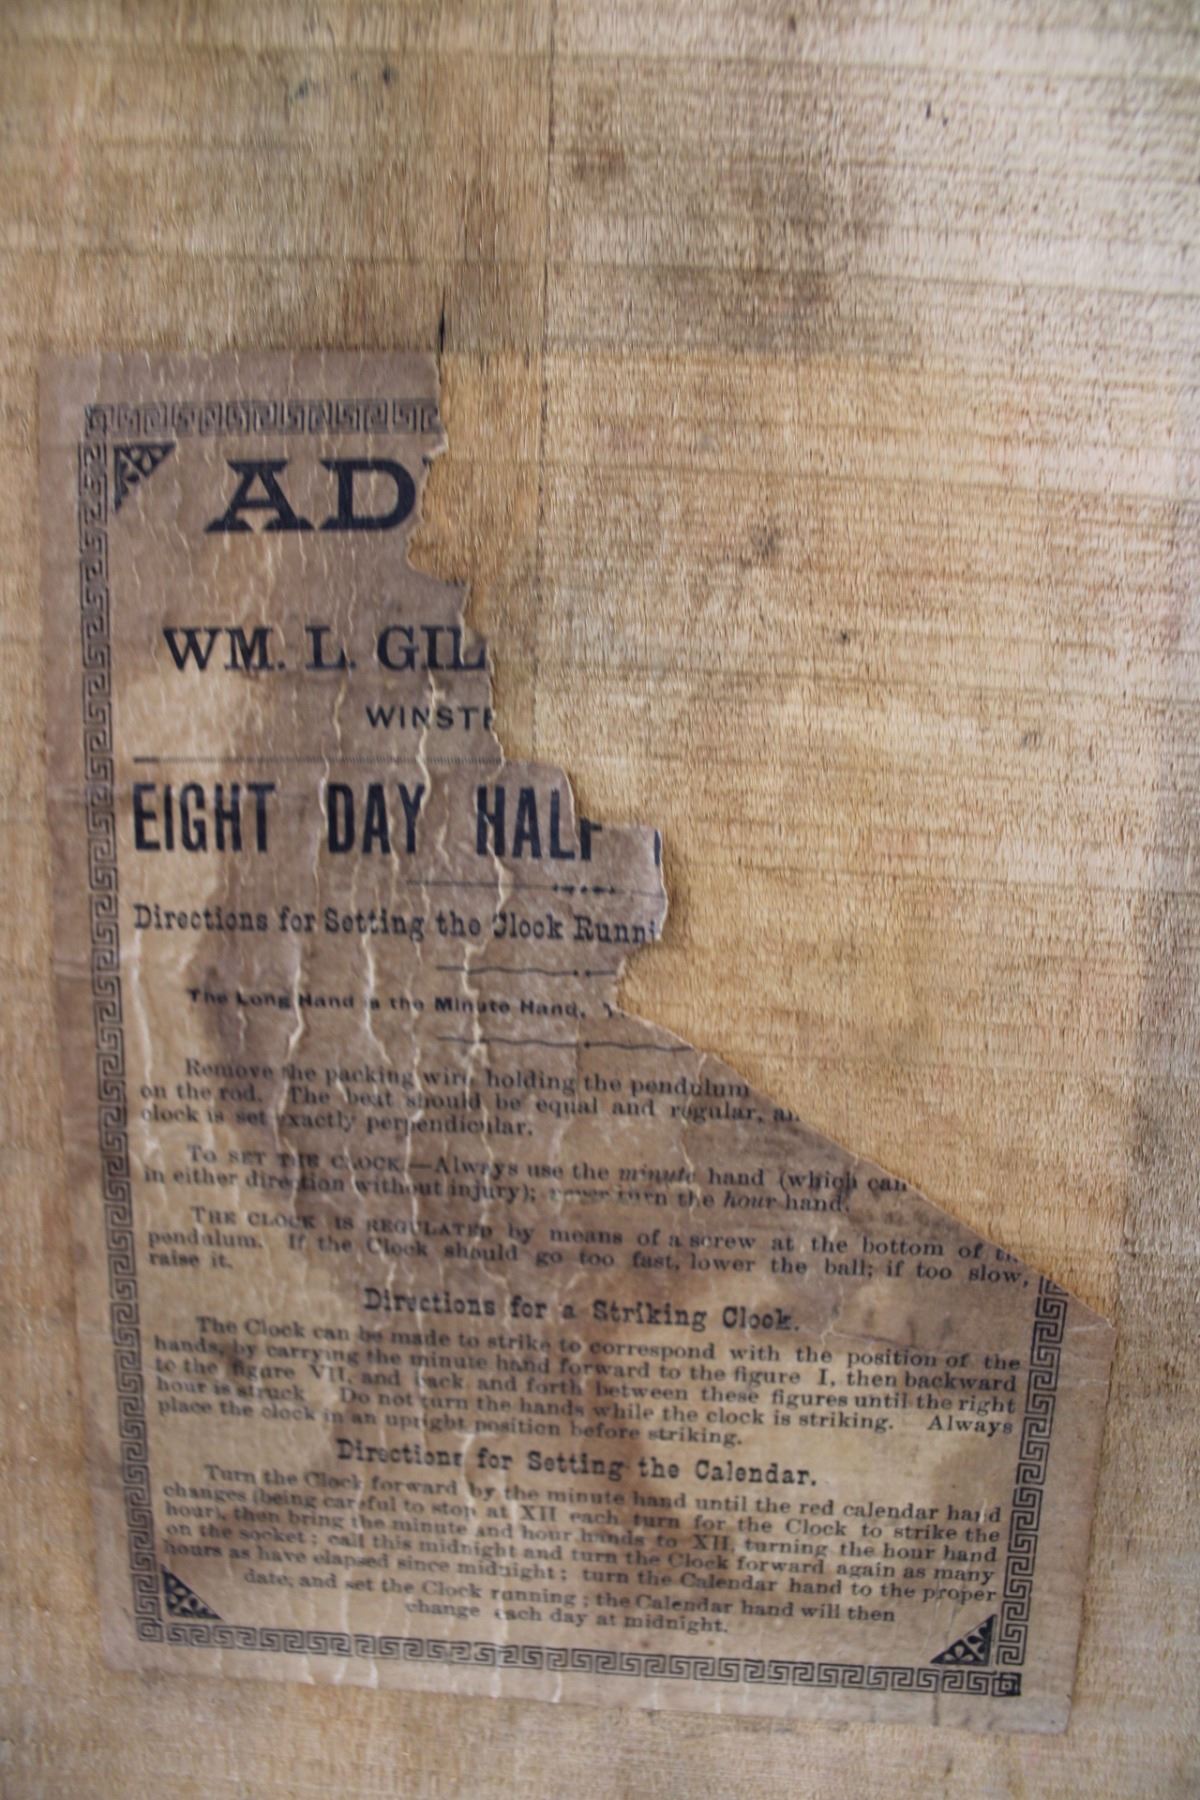 AD
WM. L. GIL
WINST
EIGHT DAY HALF
Directions for Setting the Clock Runni
The Long Hand is the Minute Hand.
Remove the packing wire holding the pendulum
on the rod. The beat should be equal and regular, an
clock is set exactly perpendicular.
TO SET THE CLOCK.—Always use the minute hand (which can
in either direction without injury); never turn the hour hand.
THE CLOCK IS REGULATED by means of a screw at the bottom of th
pendulum. If the Clock should go too fast, lower the ball; if too slow,
raise it.
Directions for a Striking Clock.
The Clock can be made to strike to correspond with the position of the
hands, by carrying the minute hand forward to the figure I, then backward
to the figure VII, and back and forth between these figures until the right
hour is struck. Do not turn the hands while the clock is striking. Always
place the clock in an upright position before striking.
Directions for Setting the Calendar.
Turn the Clock forward by the minute hand until the red calendar hand
changes (being careful to stop at XII each turn for the Clock to strike the
hour), then bring the minute and hour hands to XII, turning the hour hand
on the socket; call this midnight and turn the Clock forward again as many
hours as have elapsed since midnight; turn the Calendar hand to the proper
date, and set the Clock running; the Calendar hand will then
change each day at midnight.